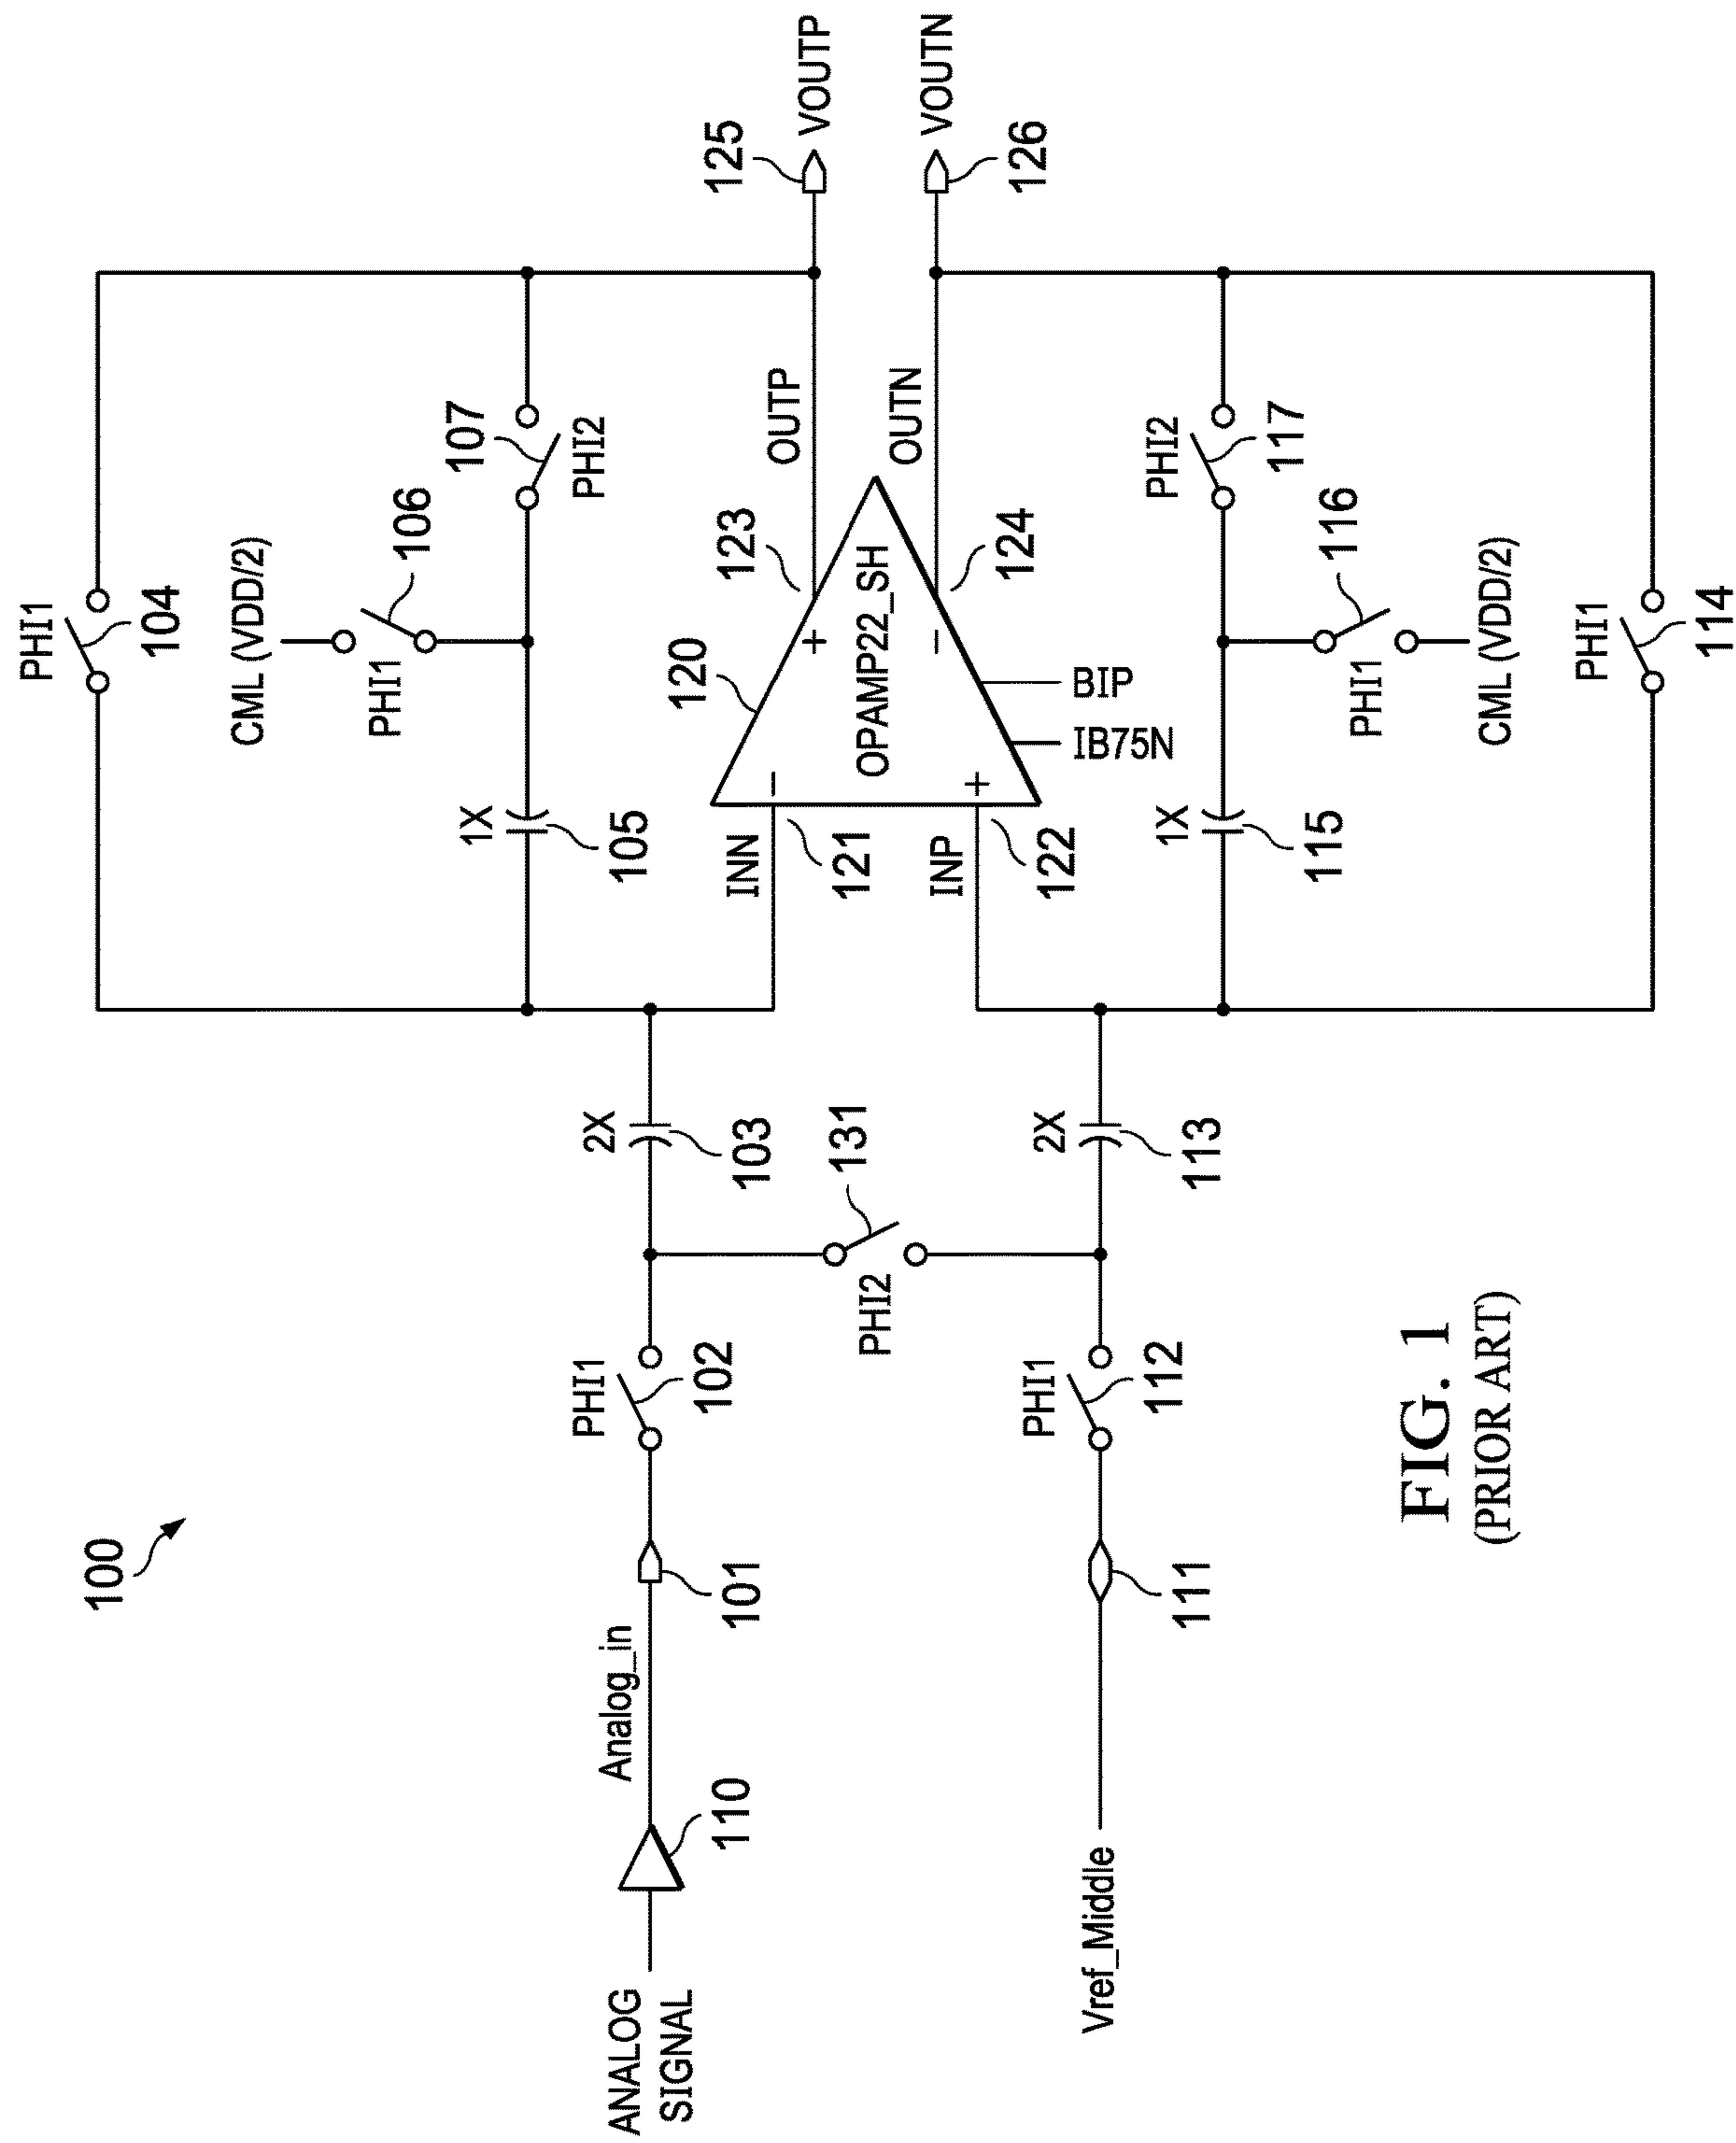 100
PHI1
104
CML (VDD/2)
106
PHI1
107
PHI2
1X
105
125
VOUTP
OUTP
123
120
INN
121
−
+
OPAMP22_SH
+
−
BIP
IB75N
INP
122
124
OUTN
VOUTN
126
PHI2
117
116
PHI1
CML (VDD/2)
1X
115
PHI1
114
2X
103
131
PHI2
2X
113
PHI1
102
PHI1
112
ANALOG
SIGNAL
110
Analog_in
101
Vref_Middle
111
FIG. 1
(PRIOR ART)